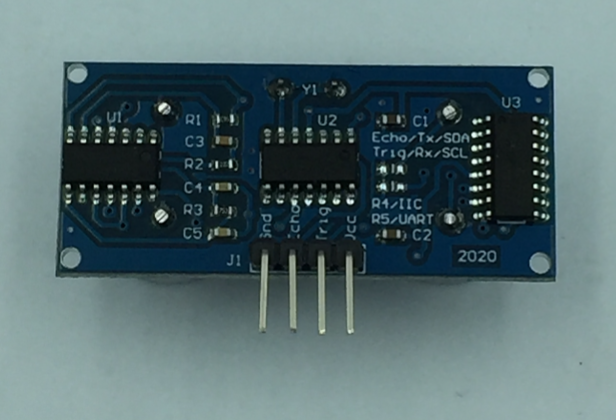 U1
R1
C3
R2
C4
R3
C5
Y1
U2
C1
Echo/Tx/SDA
Trig/Rx/SCL
R4/IIC
R5/UART
C2
U3
2020
J1
Gnd
Echo
Trig
Vcc